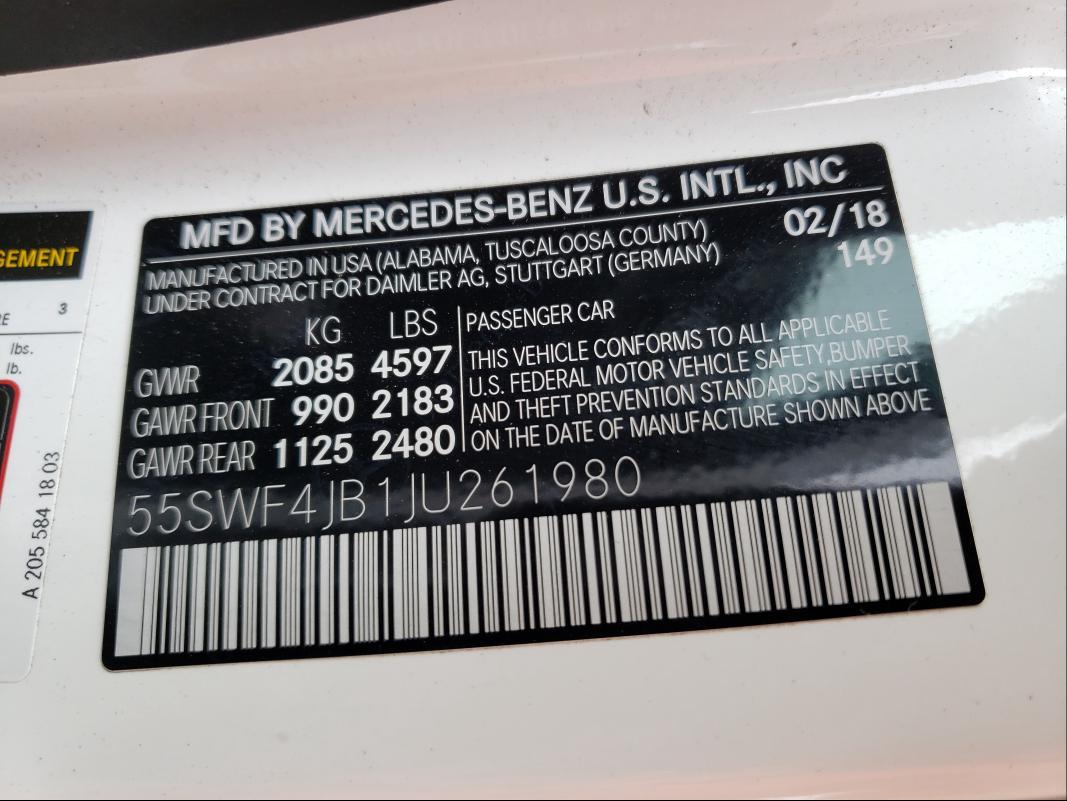 MFD BY MERCEDES-BENZ U.S. INTL., INC
MANUFACTURED IN USA (ALABAMA, TUSCALOOSA COUNTY) 02/18
UNDER CONTRACT FOR DAIMLER AG, STUTTGART (GERMANY) 149
KG LBS
GVWR 2085 4597
GAWR FRONT 990 2183
GAWR REAR 1125 2480
PASSENGER CAR
THIS VEHICLE CONFORMS TO ALL APPLICABLE
U.S. FEDERAL MOTOR VEHICLE SAFETY,BUMPER
AND THEFT PREVENTION STANDARDS IN EFFECT
ON THE DATE OF MANUFACTURE SHOWN ABOVE
55SWF4JB1JU261980
GEMENT
RE 3
lbs.
lb.
A 205 584 18 03